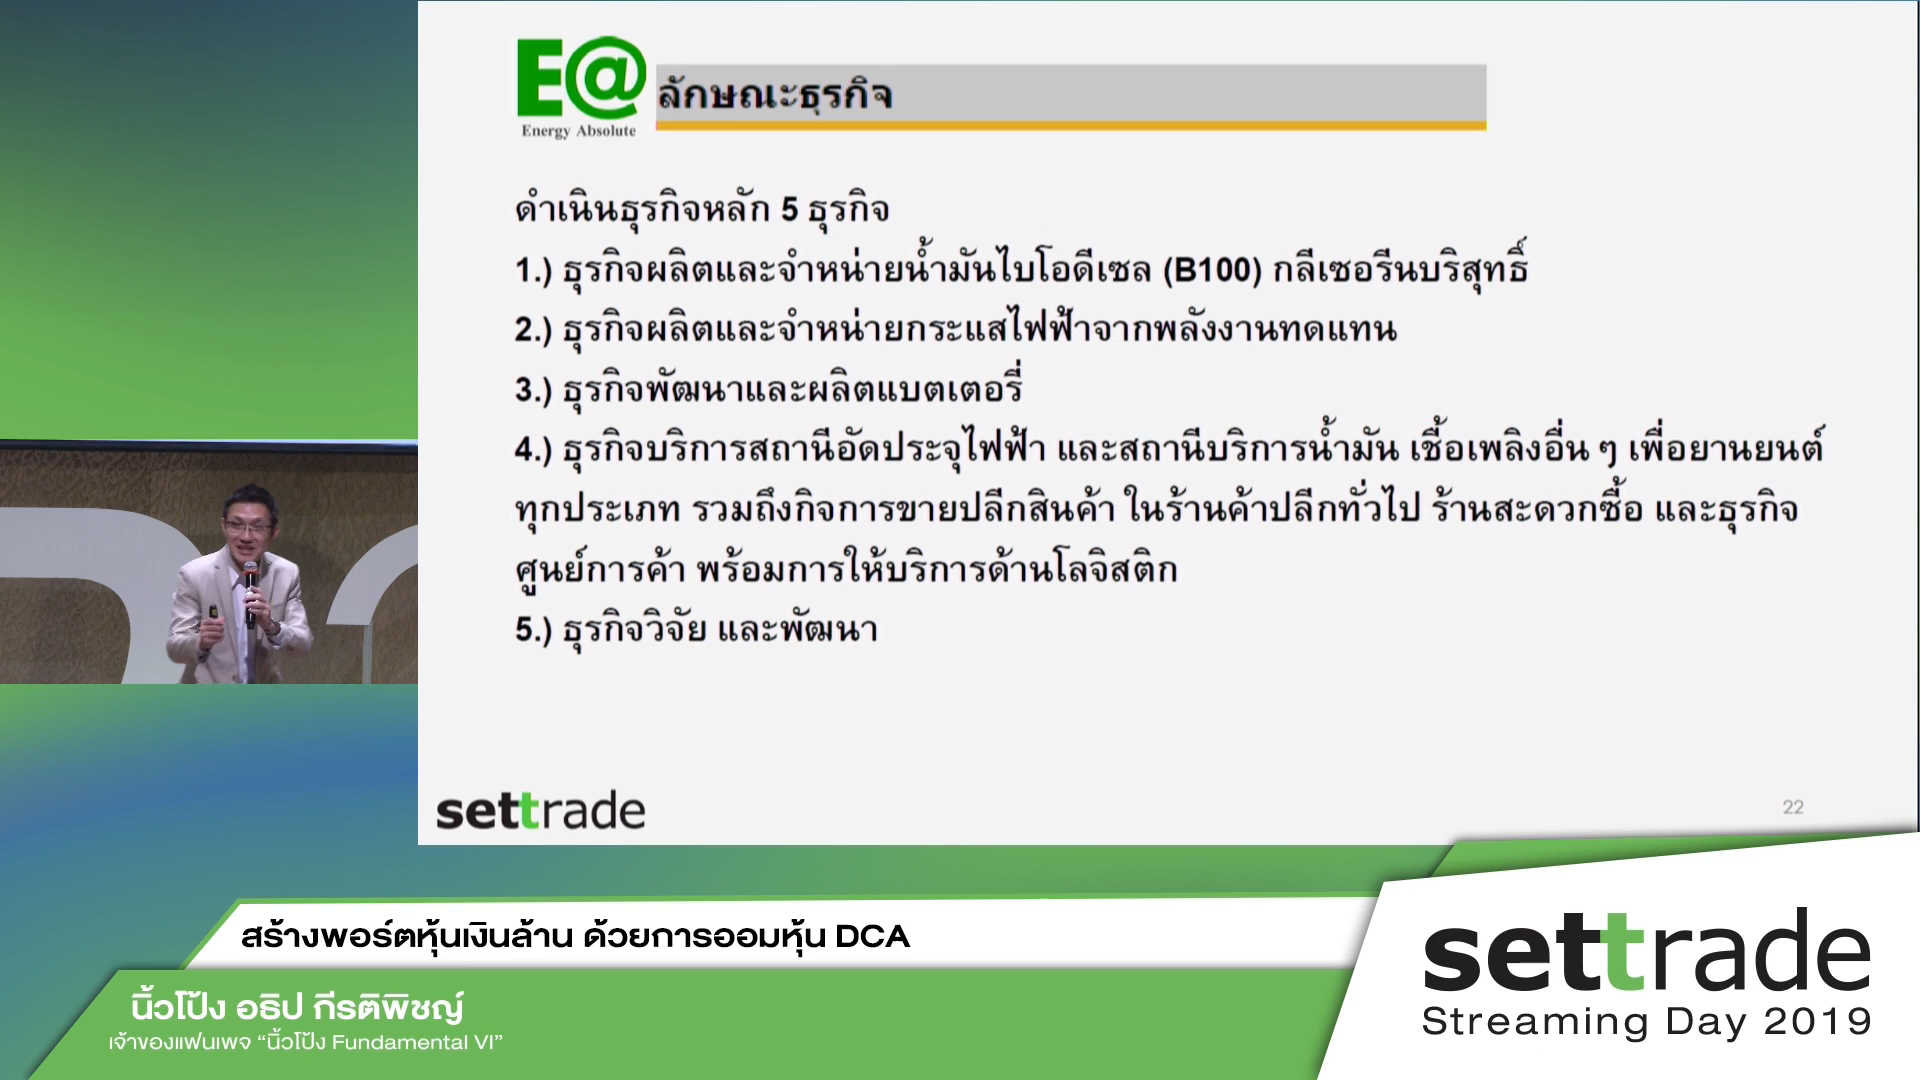 E@
Energy Absolute
ลักษณะธุรกิจ
ดำเนินธุรกิจหลัก 5 ธุรกิจ
1.) ธุรกิจผลิตและจำหน่ายน้ำมันไบโอดีเซล (B100) กลีเซอรีนบริสุทธิ์
2.) ธุรกิจผลิตและจำหน่ายกระแสไฟฟ้าจากพลังงานทดแทน
3.) ธุรกิจพัฒนาและผลิตแบตเตอรี่
4.) ธุรกิจบริการสถานีอัดประจุไฟฟ้า และสถานีบริการน้ำมัน เชื้อเพลิงอื่น ๆ เพื่อยานยนต์
ทุกประเภท รวมถึงกิจการขายปลีกสินค้า ในร้านค้าปลีกทั่วไป ร้านสะดวกซื้อ และธุรกิจ
ศูนย์การค้า พร้อมการให้บริการด้านโลจิสติก
5.) ธุรกิจวิจัย และพัฒนา
settrade
22
สร้างพอร์ตหุ้นเงินล้าน ด้วยการออมหุ้น DCA
นิ้วโป้ง อธิป กีรติพิชญ์
เจ้าของแฟนเพจ “นิ้วโป้ง Fundamental VI”
settrade
Streaming Day 2019